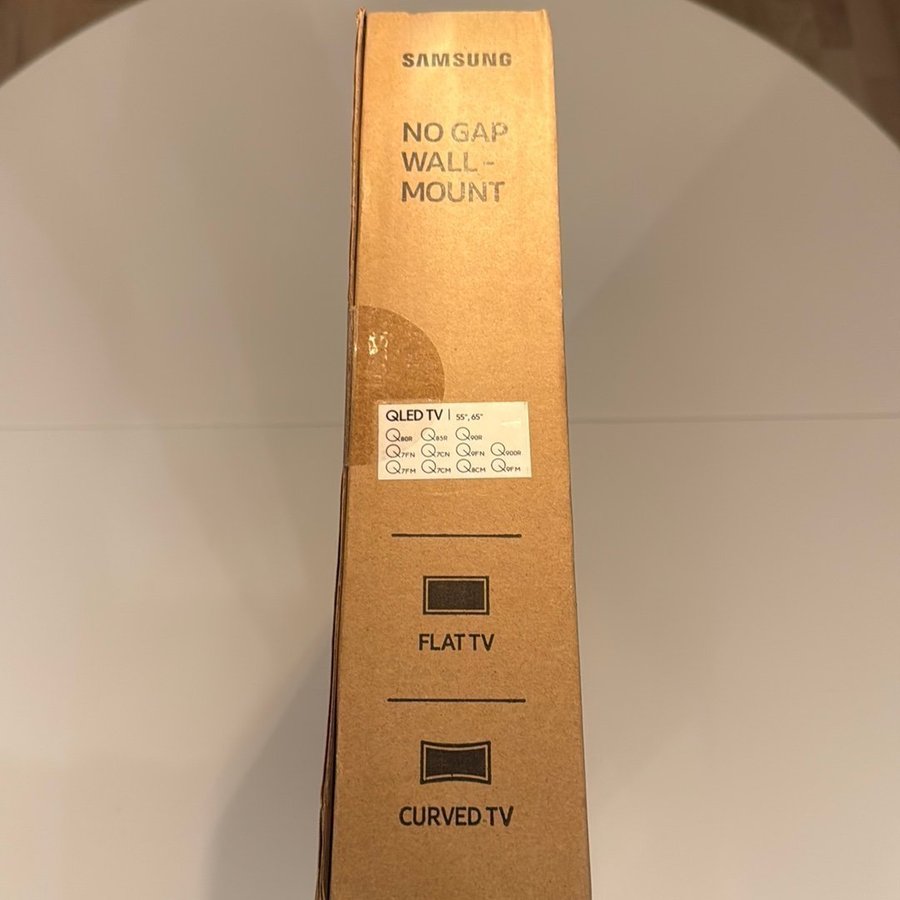 SAMSUNG
NO GAP
WALL-
MOUNT
QLED TV | 55", 65"
Q80R Q85R Q90R
Q7FN Q7CN Q9FN Q900R
Q7FM Q7CM Q8CM Q9FM
FLAT TV
CURVED TV